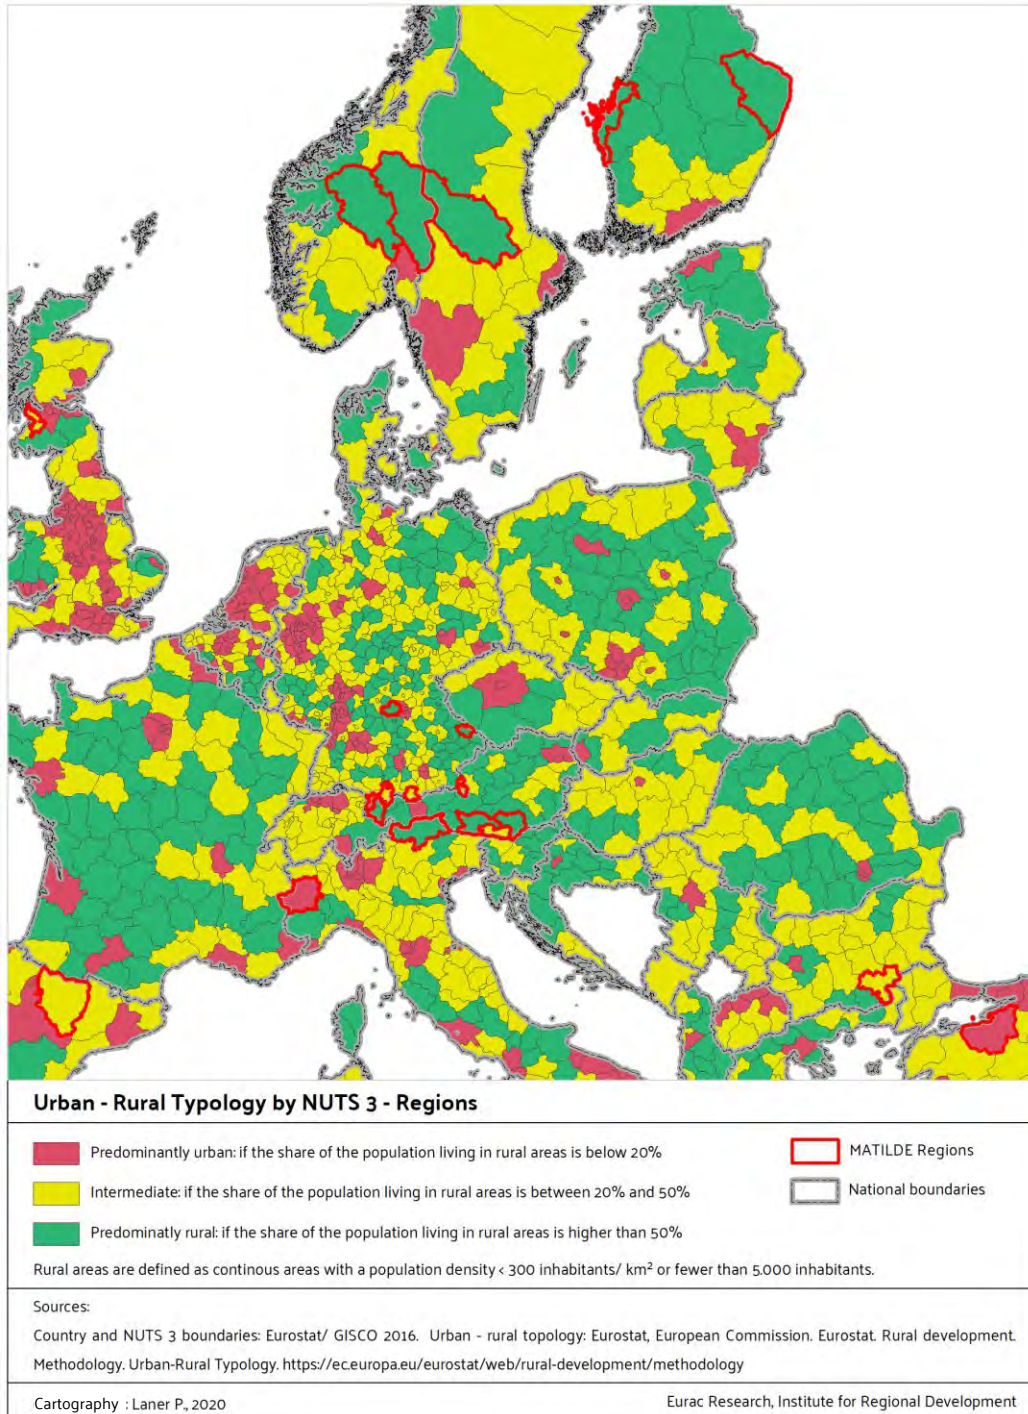 Urban - Rural Typology by NUTS 3 - Regions
Predominantly urban: if the share of the population living in rural areas is below 20%
MATILDE Regions
Intermediate: if the share of the population living in rural areas is between 20% and 50%
National boundaries
Predominatly rural: if the share of the population living in rural areas is higher than 50%
Rural areas are defined as continous areas with a population density < 300 inhabitants/ km² or fewer than 5.000 inhabitants.
Sources:
Country and NUTS 3 boundaries: Eurostat/ GISCO 2016. Urban - rural topology: Eurostat, European Commission. Eurostat. Rural development.
Methodology. Urban-Rural Typology. https://ec.europa.eu/eurostat/web/rural-development/methodology
Cartography : Laner P., 2020
Eurac Research, Institute for Regional Development